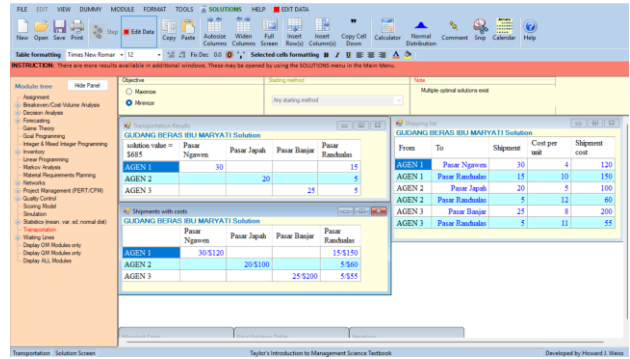 FILE EDIT VIEW DUMMY MODULE FORMAT TOOLS SOLUTIONS HELP EDIT DATA
New Open Save Print Step Edit Data Copy Paste Autosize Columns Widen Columns Full Screen Insert Row(s) Insert Column(s) Copy Cell Down Calculator Normal Distribution Comment Snip Calendar Help
Table formatting Times New Romar 12 Fix Dec 0.0 Selected cells formatting B I U
INSTRUCTION: There are more results available in additional windows. These may be opened by using the SOLUTIONS menu in the Main Menu.
Module tree Hide Panel
Assignment
Breakeven/Cost-Volume Analysis
Decision Analysis
Forecasting
Game Theory
Goal Programming
Integer & Mixed Integer Programming
Inventory
Linear Programming
Markov Analysis
Material Requirements Planning
Networks
Project Management (PERT/CPM)
Quality Control
Scoring Model
Simulation
Statistics (mean, var, sd; normal dist)
Transportation
Waiting Lines
Display OM Modules only
Display QM Modules only
Display ALL Modules
Objective
Maximize
Minimize
Starting method
Any starting method
Note
Multiple optimal solutions exist
Transportation Results
GUDANG BERAS IBU MARYATI Solution
solution value = $685 Pasar Ngawen Pasar Japah Pasar Banjar Pasar Randualas
AGEN 1 30 15
AGEN 2 20 5
AGEN 3 25 5
Shipments with costs
GUDANG BERAS IBU MARYATI Solution
Pasar Ngawen Pasar Japah Pasar Banjar Pasar Randualas
AGEN 1 30/$120 15/$150
AGEN 2 20/$100 5/$60
AGEN 3 25/$200 5/$55
Shipping list
GUDANG BERAS IBU MARYATI Solution
From To Shipment Cost per unit Shipment cost
AGEN 1 Pasar Ngawen 30 4 120
AGEN 1 Pasar Randualas 15 10 150
AGEN 2 Pasar Japah 20 5 100
AGEN 2 Pasar Randualas 5 12 60
AGEN 3 Pasar Banjar 25 8 200
AGEN 3 Pasar Randualas 5 11 55
Transportation Solution Screen Taylor's Introduction to Management Science Textbook Developed by Howard J. Weiss